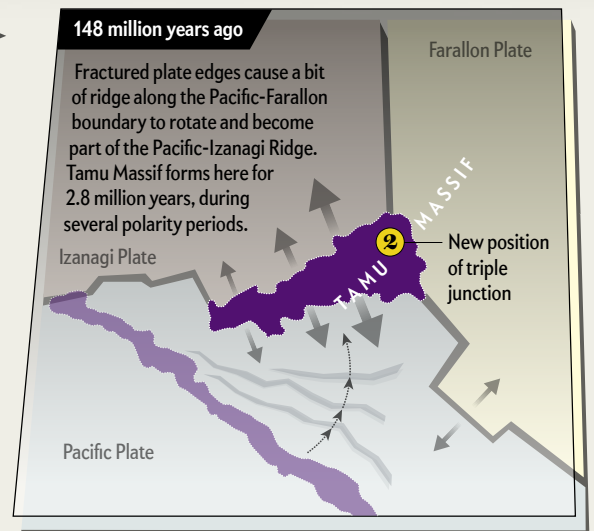 148 million years ago
Fractured plate edges cause a bit
of ridge along the Pacific-Farallon
boundary to rotate and become
part of the Pacific-Izanagi Ridge.
Tamu Massif forms here for
2.8 million years, during
several polarity periods.
Farallon Plate
Izanagi Plate
TAMU MASSIF
2
New position
of triple
junction
Pacific Plate